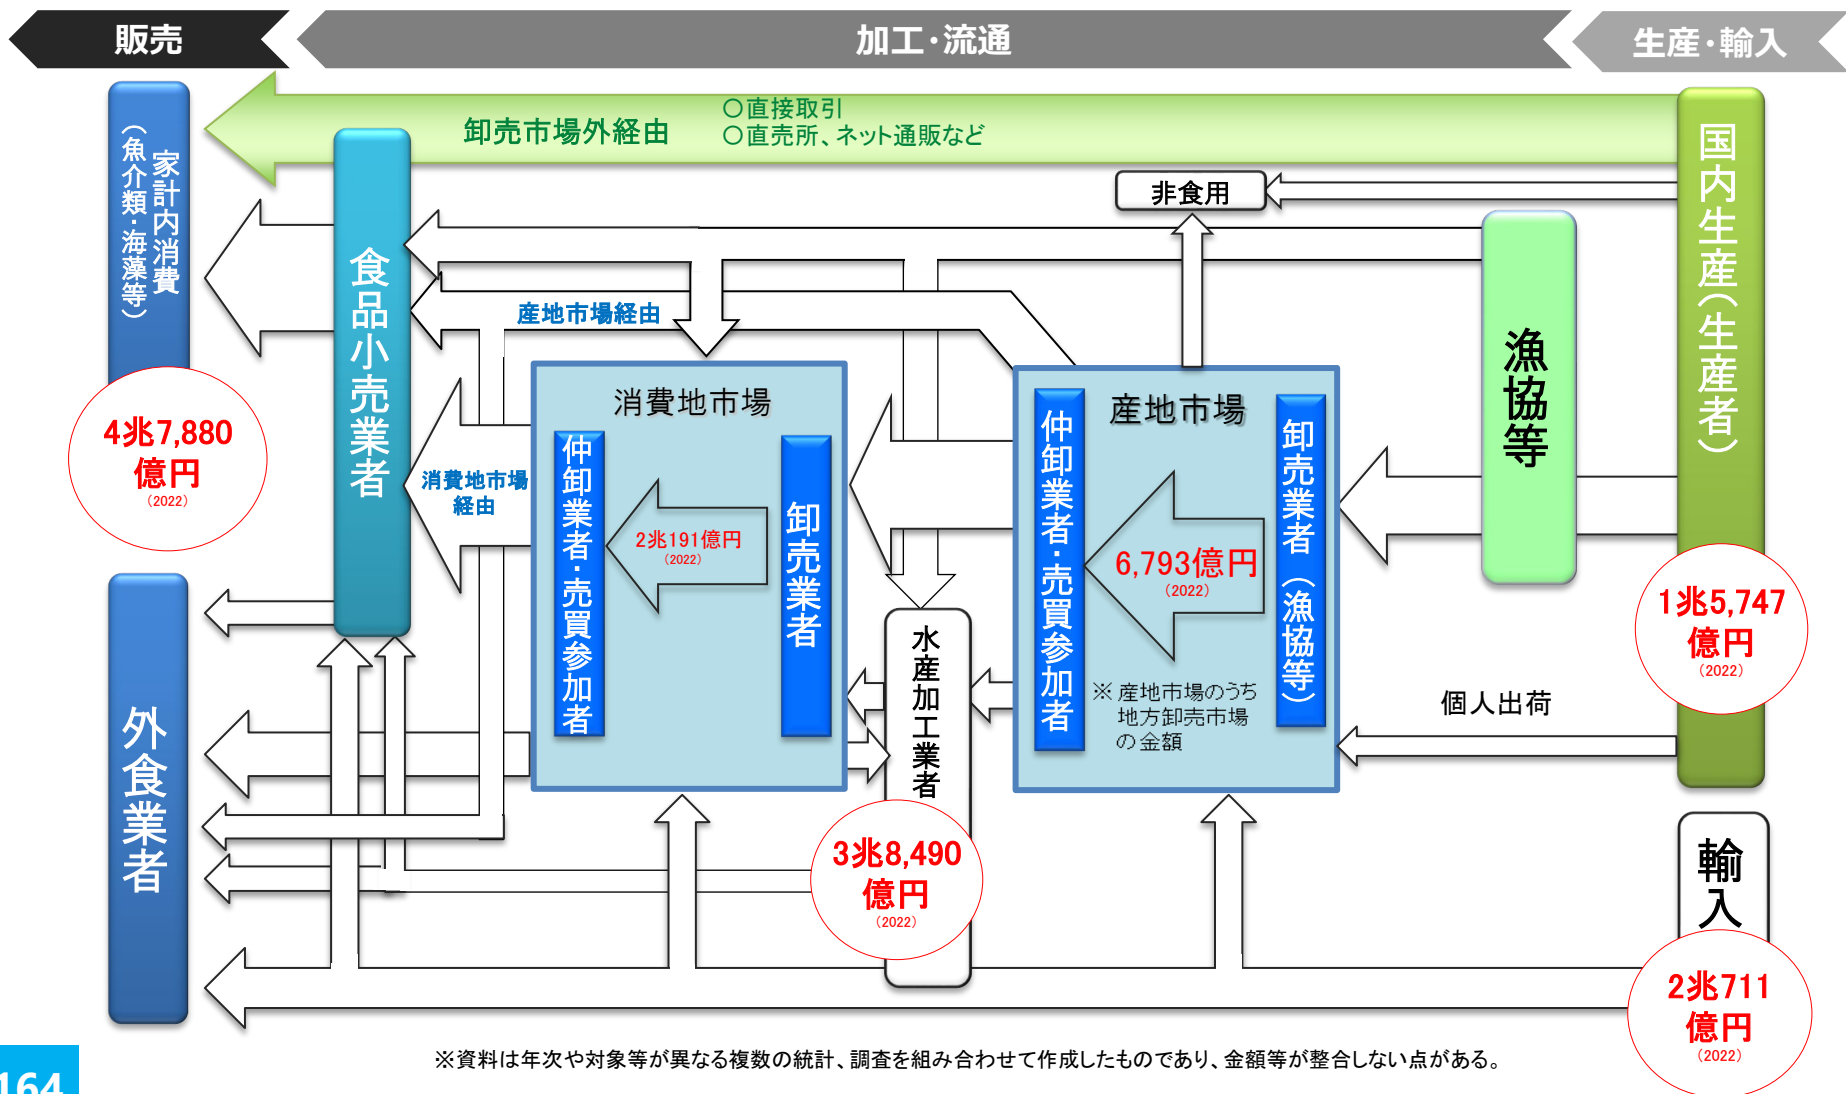 販売
加工・流通
生産・輸入
家計内消費
（魚介類・海藻等）
4兆7,880
億円
（2022）
外食業者
食品小売業者
卸売市場外経由
○直接取引
○直売所、ネット通販など
非食用
産地市場経由
消費地市場
経由
消費地市場
仲卸業者・売買参加者
2兆191億円
（2022）
卸売業者
水産加工業者
3兆8,490
億円
（2022）
産地市場
仲卸業者・売買参加者
6,793億円
（2022）
卸売業者（漁協等）
※産地市場のうち
地方卸売市場
の金額
漁協等
国内生産（生産者）
1兆5,747
億円
（2022）
個人出荷
輸入
2兆711
億円
（2022）
※資料は年次や対象等が異なる複数の統計、調査を組み合わせて作成したものであり、金額等が整合しない点がある。
164